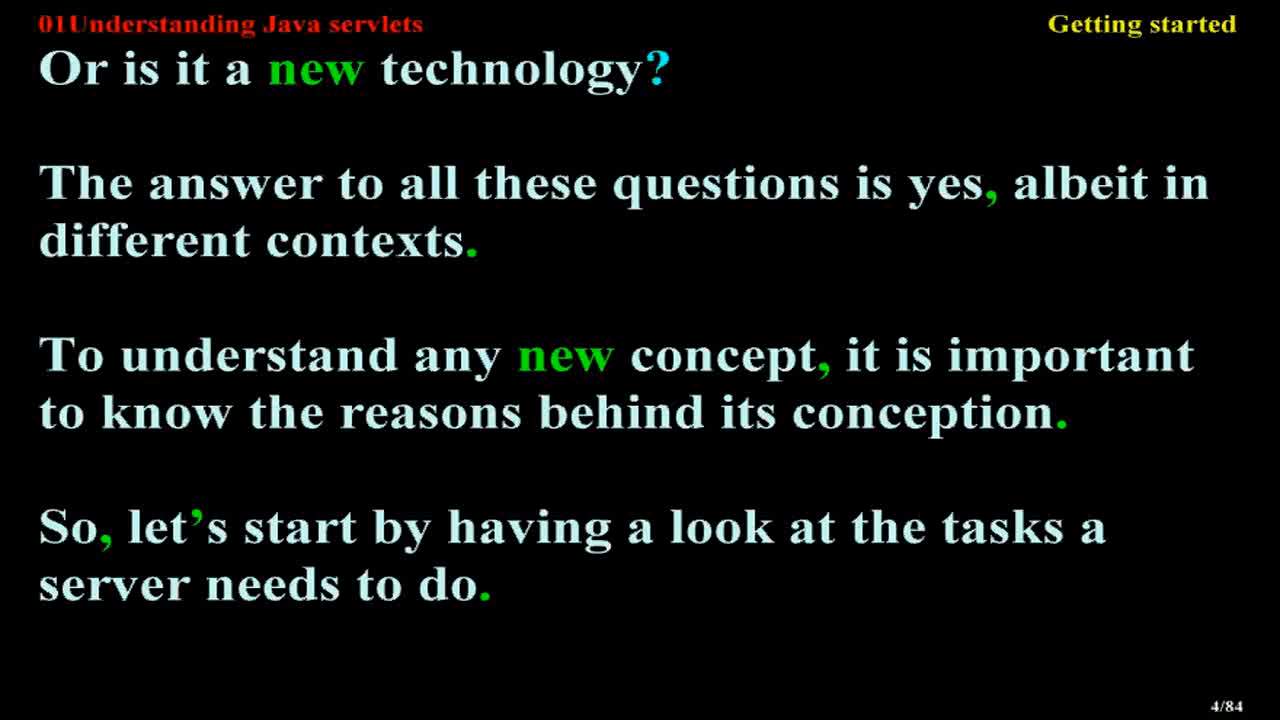 01Understanding Java servlets
Getting started
Or is it a new technology?
The answer to all these questions is yes, albeit in
different contexts.
To understand any new concept, it is important
to know the reasons behind its conception.
So, let’s start by having a look at the tasks a
server needs to do.
4/84